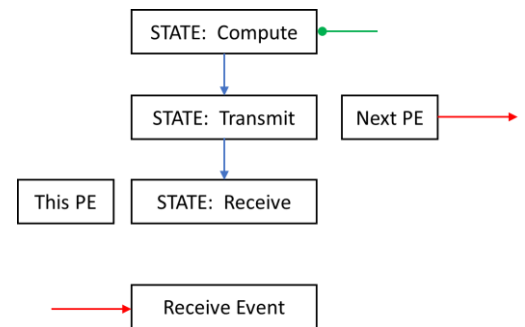 STATE: Compute
STATE: Transmit
Next PE
This PE
STATE: Receive
Receive Event